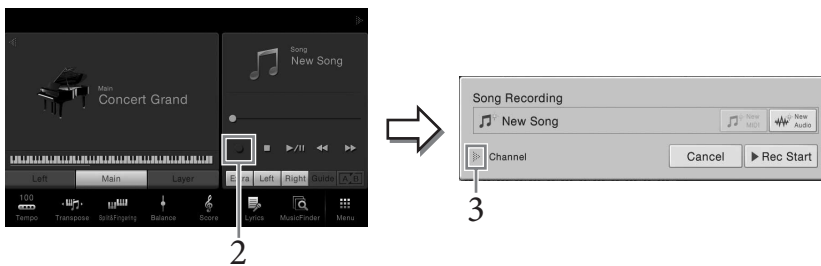 Song
New Song
Main
Concert Grand
Left Main Layer
Extra Left Right Guide A B
100
Tempo Transpose Split&Fingering Balance Score Lyrics MusicFinder Menu
2
Song Recording
New Song
New MIDI
New Audio
Channel
Cancel
Rec Start
3